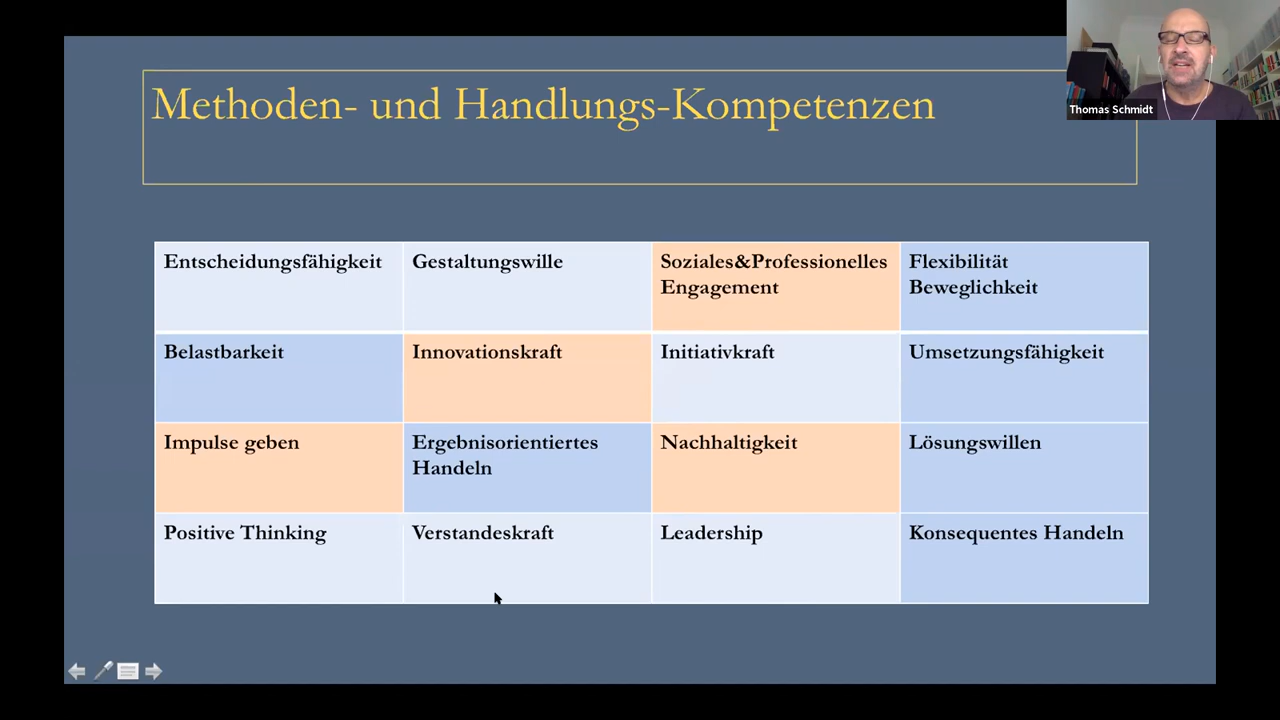 Methoden- und Handlungs-Kompetenzen
Thomas Schmidt
Entscheidungsfähigkeit
Gestaltungswille
Soziales&Professionelles
Engagement
Flexibilität
Beweglichkeit
Belastbarkeit
Innovationskraft
Initiativkraft
Umsetzungsfähigkeit
Impulse geben
Ergebnisorientiertes
Handeln
Nachhaltigkeit
Lösungswillen
Positive Thinking
Verstandeskraft
Leadership
Konsequentes Handeln